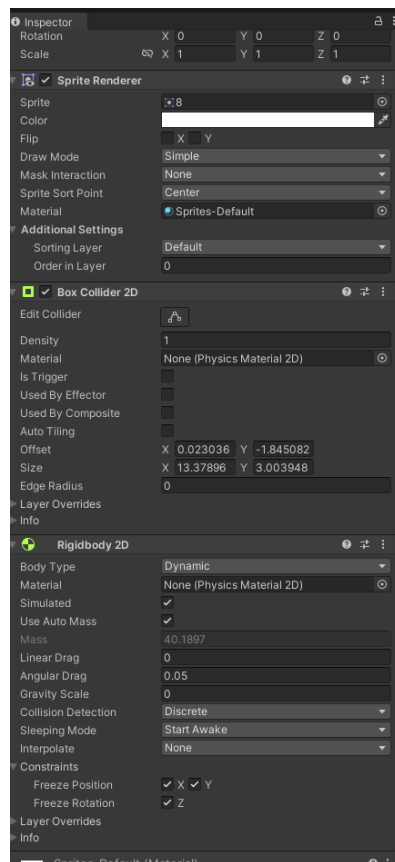 Inspector
Rotation X 0 Y 0 Z 0
Scale X 1 Y 1 Z 1
Sprite Renderer
Sprite 8
Color
Flip X Y
Draw Mode Simple
Mask Interaction None
Sprite Sort Point Center
Material Sprites-Default
Additional Settings
Sorting Layer Default
Order in Layer 0
Box Collider 2D
Edit Collider
Density 1
Material None (Physics Material 2D)
Is Trigger
Used By Effector
Used By Composite
Auto Tiling
Offset X 0.023036 Y -1.845082
Size X 13.37896 Y 3.003948
Edge Radius 0
Layer Overrides
Info
Rigidbody 2D
Body Type Dynamic
Material None (Physics Material 2D)
Simulated
Use Auto Mass
Mass 40.1897
Linear Drag 0
Angular Drag 0.05
Gravity Scale 0
Collision Detection Discrete
Sleeping Mode Start Awake
Interpolate None
Constraints
Freeze Position X Y
Freeze Rotation Z
Layer Overrides
Info
Sprites-Default (Material)